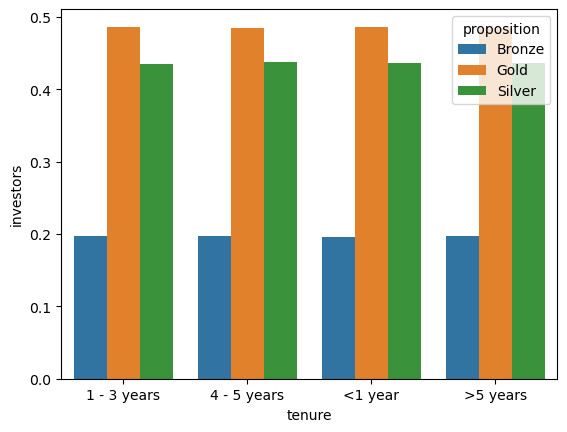 proposition
Bronze
Gold
Silver
0.5
0.4
0.3
0.2
0.1
0.0
investors
1 - 3 years
4 - 5 years
<1 year
>5 years
tenure